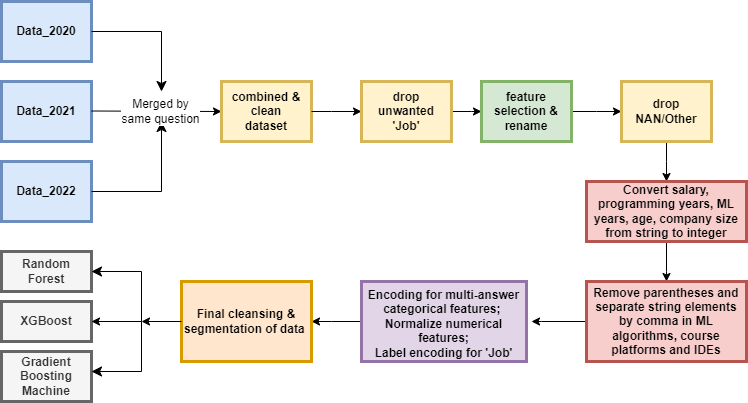 Data_2020
Data_2021
Data_2022
Merged by
same question
combined &
clean
dataset
drop
unwanted
'Job'
feature
selection &
rename
drop
NAN/Other
Convert salary,
programming years, ML
years, age, company size
from string to integer
Remove parentheses and
separate string elements
by comma in ML
algorithms, course
platforms and IDEs
Encoding for multi-answer
categorical features;
Normalize numerical
features;
Label encoding for 'Job'
Final cleansing &
segmentation of data
Random
Forest
XGBoost
Gradient
Boosting
Machine